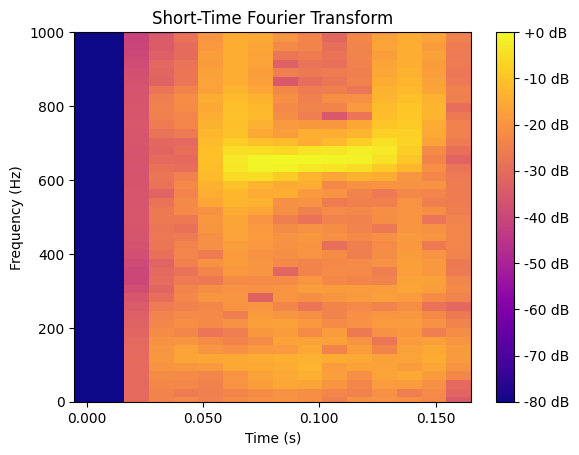 Short-Time Fourier Transform
1000
800
600
400
200
0
Frequency (Hz)
0.000
0.050
0.100
0.150
Time (s)
+0 dB
-10 dB
-20 dB
-30 dB
-40 dB
-50 dB
-60 dB
-70 dB
-80 dB